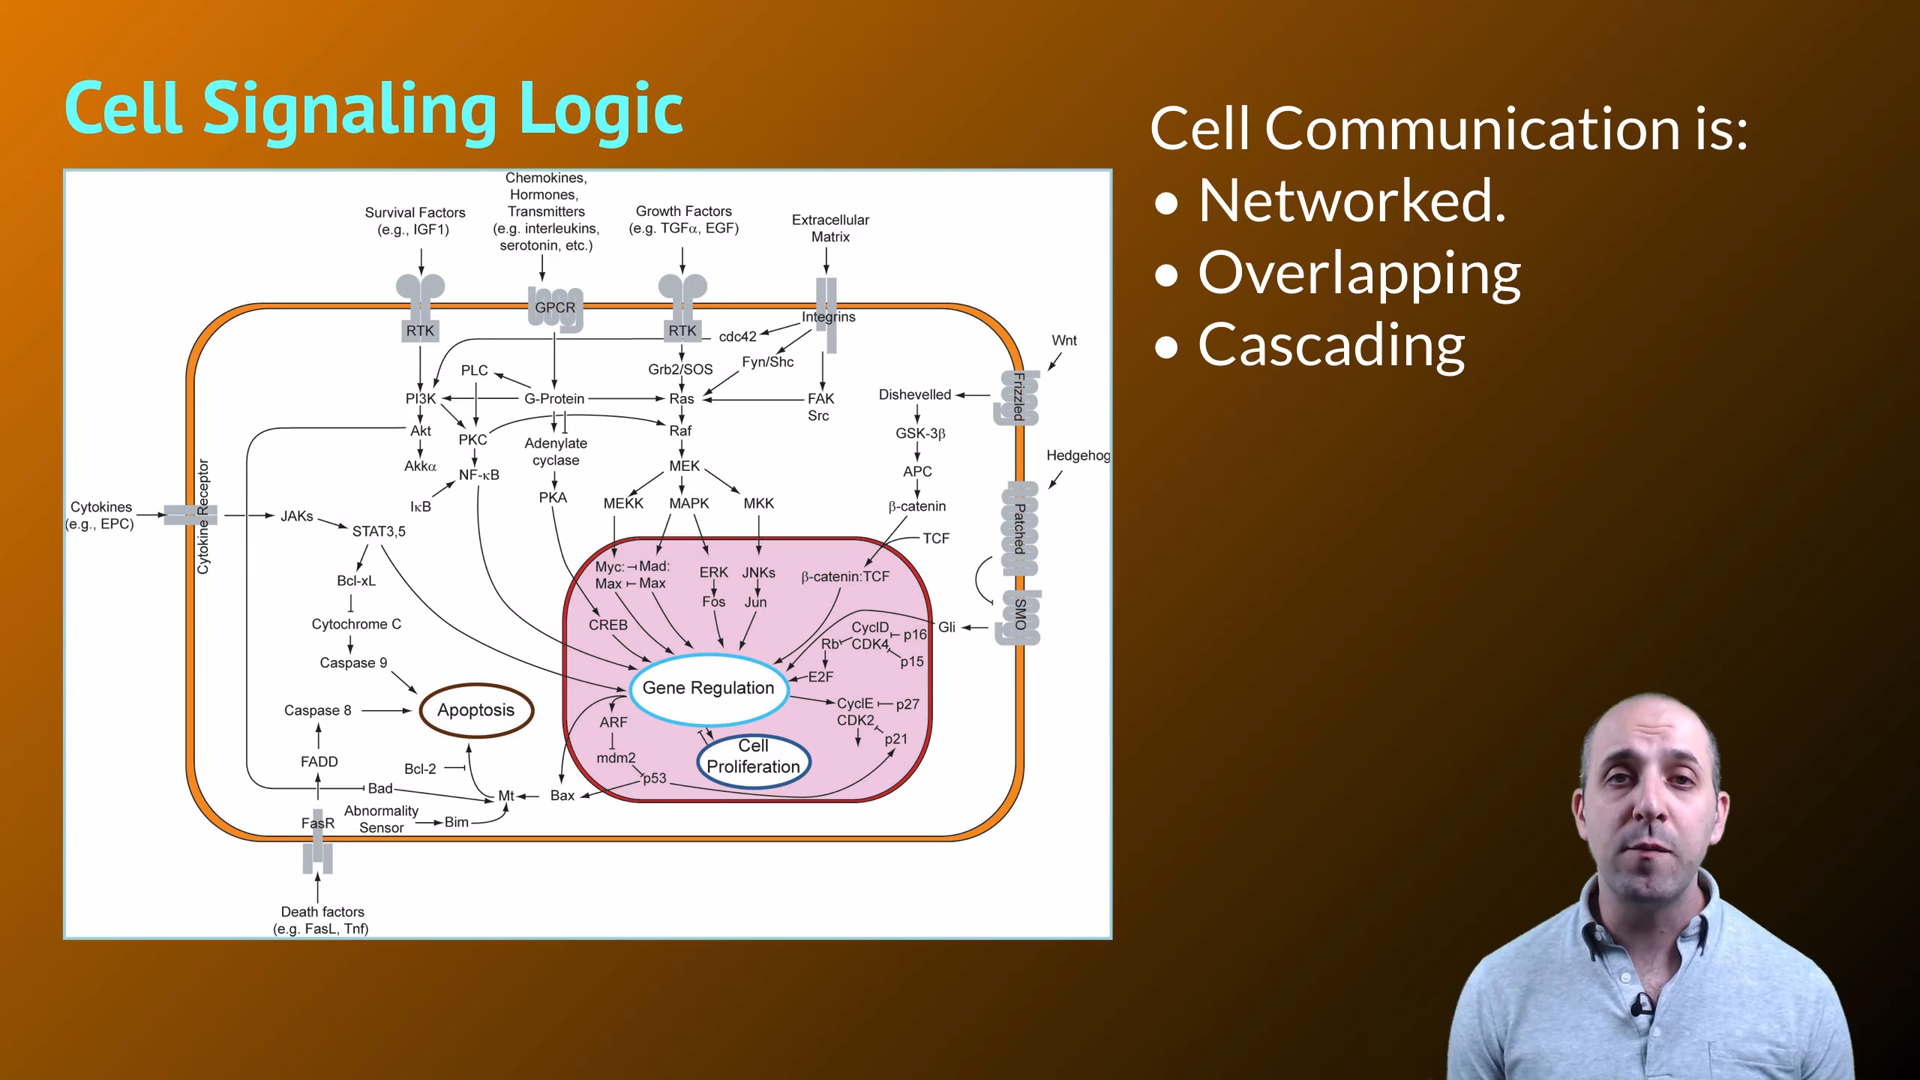 Cell Signaling Logic
Cell Communication is:
• Networked.
• Overlapping
• Cascading
Chemokines,
Hormones,
Transmitters
(e.g. interleukins,
serotonin, etc.)
Survival Factors
(e.g., IGF1)
Growth Factors
(e.g. TGFα, EGF)
Extracellular
Matrix
RTK
GPCR
RTK
Integrins
cdc42
Wnt
Fyn/Shc
Grb2/SOS
PLC
Frizzled
Dishevelled
PI3K
G-Protein
Ras
FAK
Src
Akt
PKC
Raf
GSK-3β
Adenylate
cyclase
Hedgehog
Akkα
NF-κB
MEK
APC
PKA
IκB
MEKK
MAPK
MKK
β-catenin
Cytokines
(e.g., EPC)
Cytokine Receptor
JAKs
STAT3,5
Patched
TCF
Myc: Mad:
Max Max
ERK
JNKs
β-catenin:TCF
Bcl-xL
Fos
Jun
SMO
Cytochrome C
CREB
CyclD
CDK4
p16
Gli
Rb
p15
Caspase 9
E2F
Gene Regulation
Caspase 8
Apoptosis
CyclE
CDK2
p27
ARF
p21
Cell
Proliferation
FADD
Bcl-2
mdm2
p53
Bad
Mt
Bax
Abnormality
Sensor
Bim
FasR
Death factors
(e.g. FasL, Tnf)